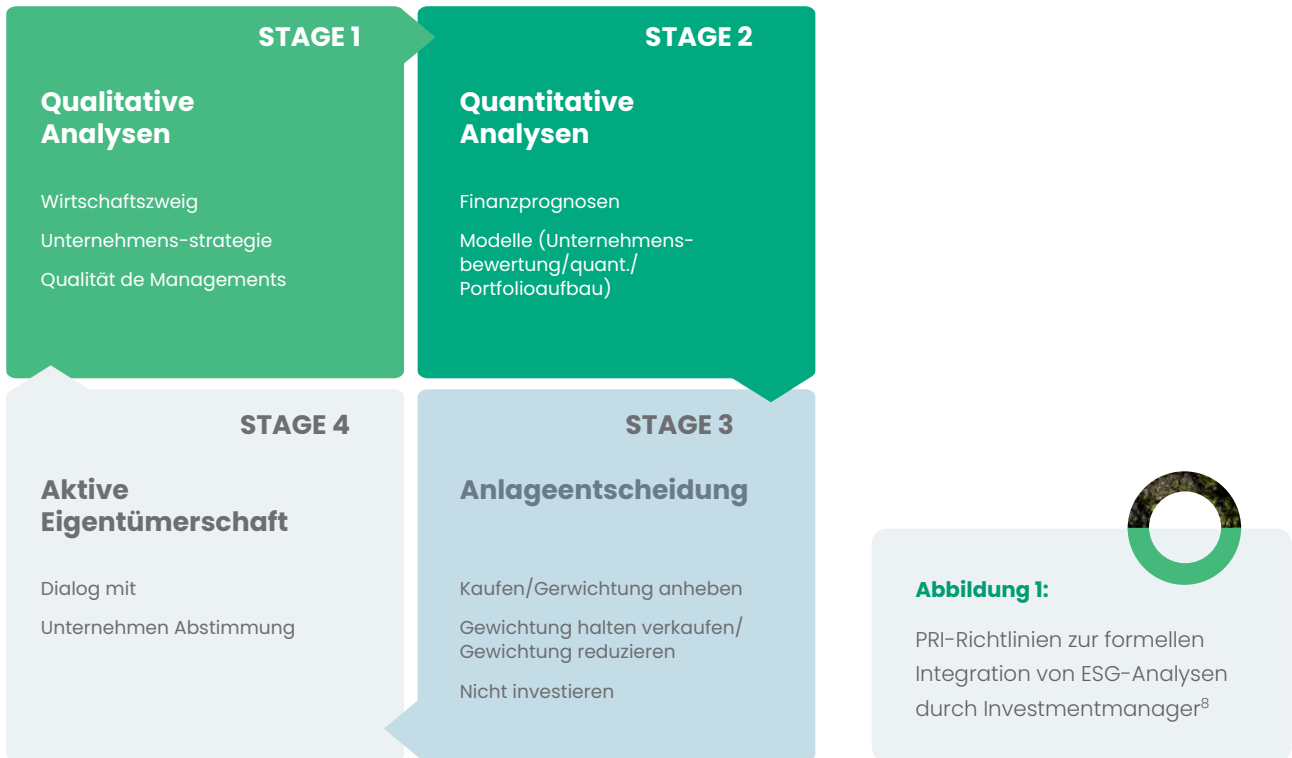 STAGE 1
Qualitative
Analysen
Wirtschaftszweig
Unternehmens-strategie
Qualität de Managements
STAGE 2
Quantitative
Analysen
Finanzprognosen
Modelle (Unternehmens-
bewertung/quant./
Portfolioaufbau)
STAGE 3
Anlageentscheidung
Kaufen/Gerwichtung anheben
Gewichtung halten verkaufen/
Gewichtung reduzieren
Nicht investieren
STAGE 4
Aktive
Eigentümerschaft
Dialog mit
Unternehmen Abstimmung
Abbildung 1:
PRI-Richtlinien zur formellen
Integration von ESG-Analysen
durch Investmentmanager⁸